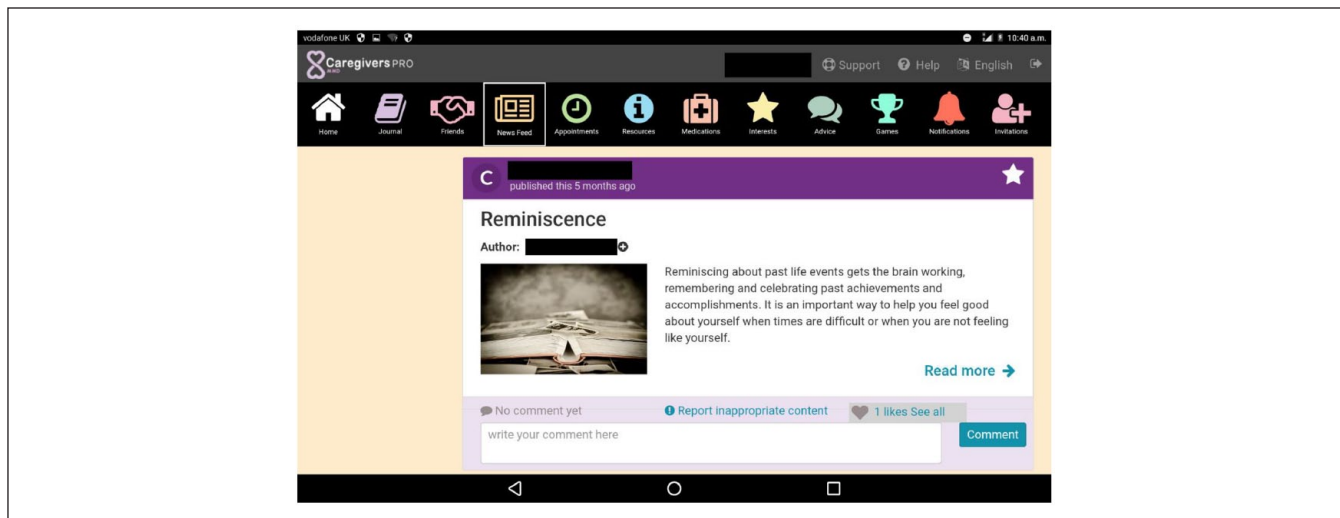 vodafone UK
10:40 a.m.
Caregivers PRO
MMD
Support Help English
Home Journal Friends News Feed Appointments Resources Medications Interests Advice Games Notifications Invitations
C
published this 5 months ago
Reminiscence
Author:
Reminiscing about past life events gets the brain working,
remembering and celebrating past achievements and
accomplishments. It is an important way to help you feel good
about yourself when times are difficult or when you are not feeling
like yourself.
Read more
No comment yet Report inappropriate content 1 likes See all
write your comment here
Comment